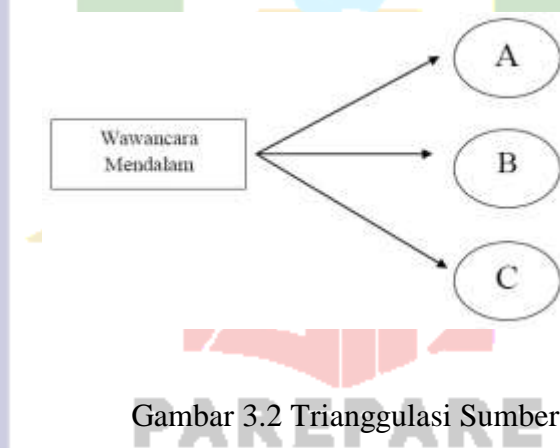 A
Wawancara
Mendalam
B
C
Gambar 3.2 Trianggulasi Sumber
PAREPARE